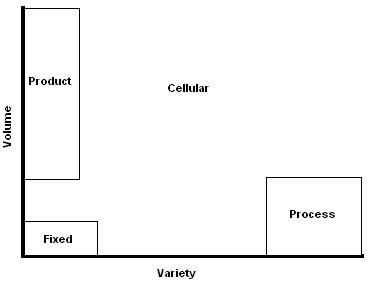 Product
Cellular
Volume
Process
Fixed
Variety